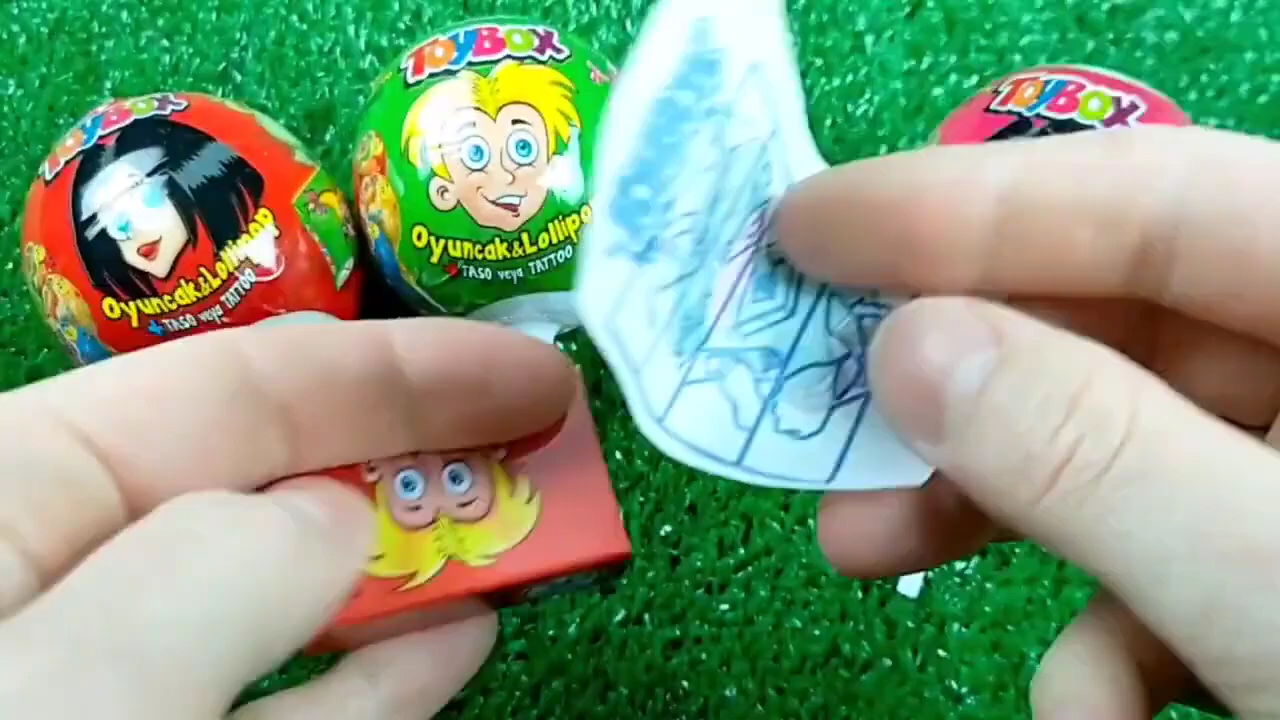 TOYBOX
Oyuncak&Lollipop
+ TASO veya TATTOO
TOYBOX
Oyuncak&Lollipo
+ TASO veya TATTOO
TOYBOX